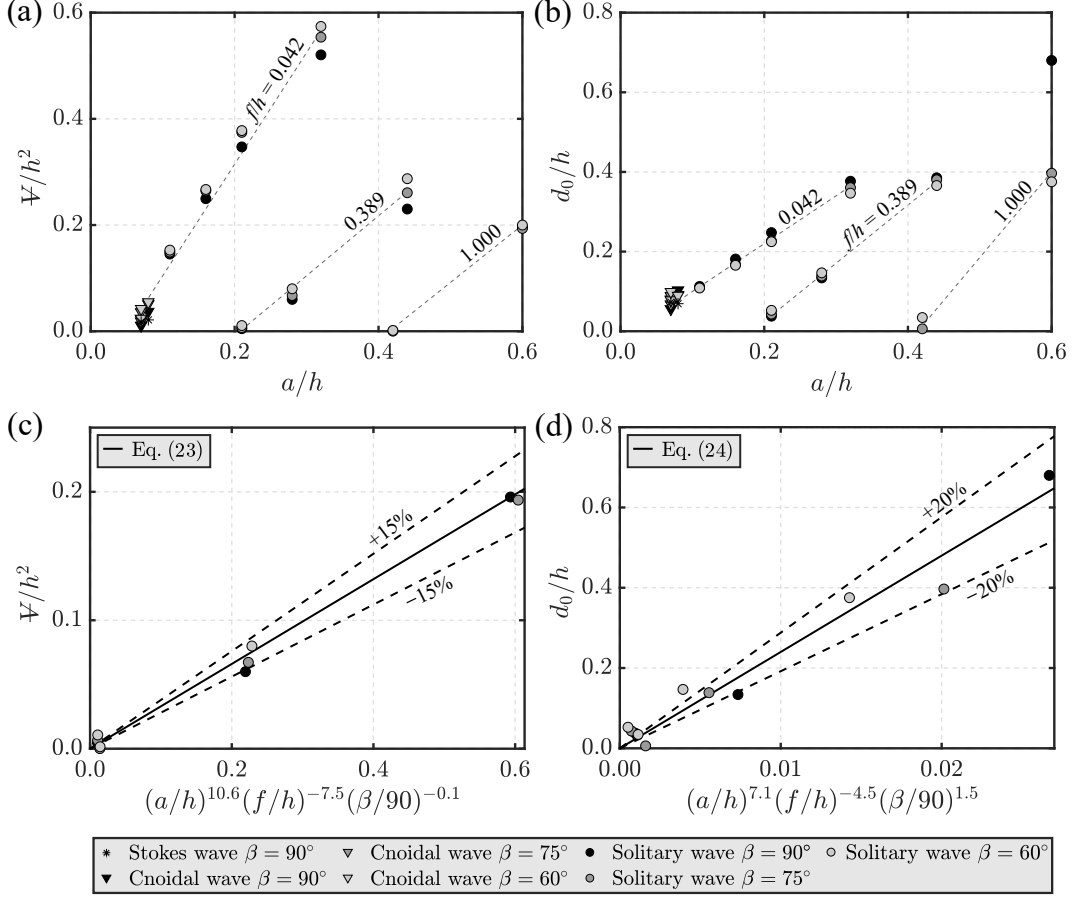 (a)
0.6
0.4
0.2
0.0
V/h²
f/h = 0.042
0.389
1.000
0.0 0.2 0.4 0.6
a/h
(b)
0.8
0.6
0.4
0.2
0.0
d₀/h
0.042
f/h = 0.389
1.000
0.0 0.2 0.4 0.6
a/h
(c)
0.2
0.1
0.0
V/h²
Eq. (23)
+15%
−15%
0.0 0.2 0.4 0.6
(a/h)^10.6(f/h)^−7.5(β/90)^−0.1
(d)
0.8
0.6
0.4
0.2
0.0
d₀/h
Eq. (24)
+20%
−20%
0.00 0.01 0.02
(a/h)^7.1(f/h)^−4.5(β/90)^1.5
Stokes wave β = 90° Cnoidal wave β = 75° Solitary wave β = 90° Solitary wave β = 60°
Cnoidal wave β = 90° Cnoidal wave β = 60° Solitary wave β = 75°